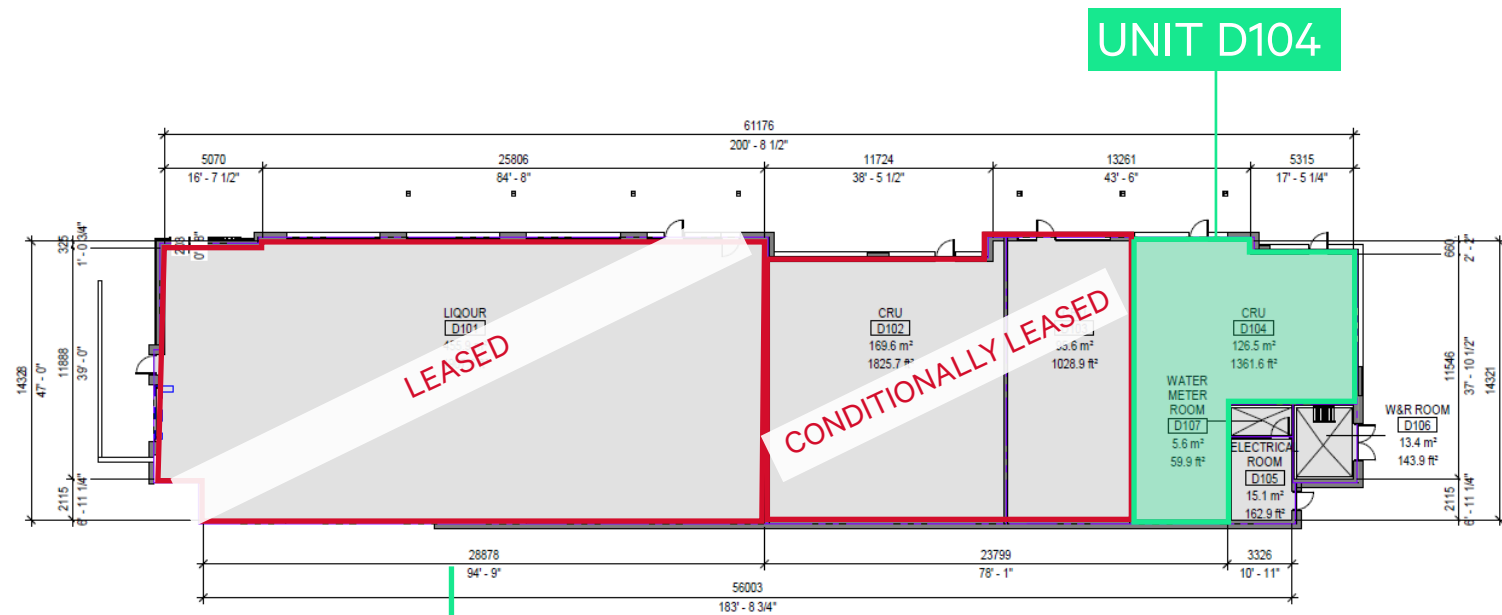 UNIT D104
61176
200' - 8 1/2"
5070
16' - 7 1/2"
25806
84' - 8"
11724
38' - 5 1/2"
13261
43' - 6"
5315
17' - 5 1/4"
14328
47' - 0"
325
1' - 0 3/4"
11888
39' - 0"
2115
6' - 11 1/4"
LIQOUR
D101
LEASED
CRU
D102
169.6 m²
1825.7 ft²
CONDITIONALLY LEASED
1028.9 ft²
CRU
D104
126.5 m²
1361.6 ft²
WATER
METER
ROOM
D107
5.6 m²
59.9 ft²
ELECTRICA
ROOM
D105
15.1 m²
162.9 ft²
W&R ROOM
D106
13.4 m²
143.9 ft²
660
2' - 2"
11546
37' - 10 1/2"
2115
6' - 11 1/4"
14321
28878
94' - 9"
23799
78' - 1"
3326
10' - 11"
56003
183' - 8 3/4"